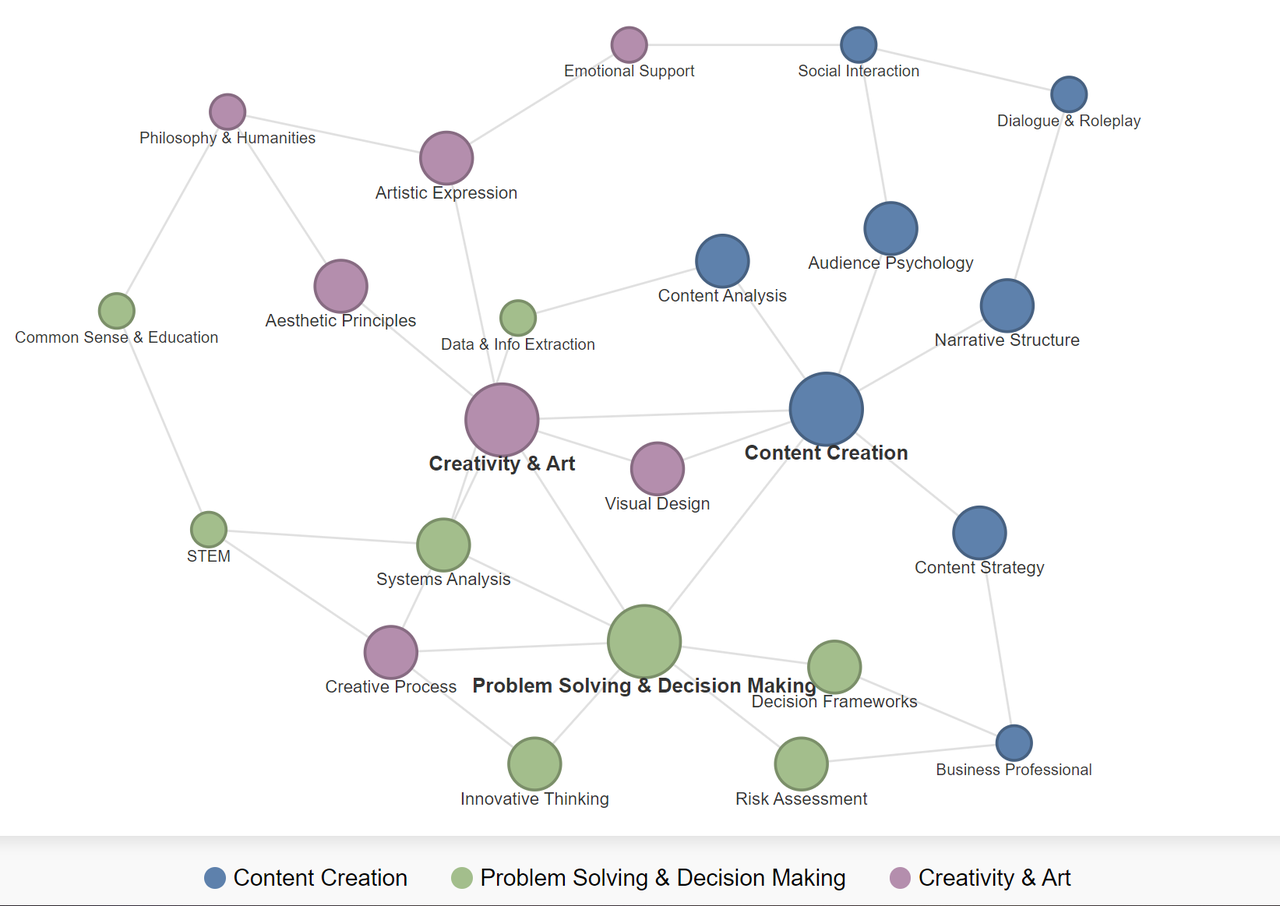 Emotional Support
Social Interaction
Dialogue & Roleplay
Philosophy & Humanities
Artistic Expression
Audience Psychology
Content Analysis
Aesthetic Principles
Common Sense & Education
Data & Info Extraction
Narrative Structure
Creativity & Art
Content Creation
Visual Design
STEM
Systems Analysis
Content Strategy
Creative Process
Problem Solving & Decision Making
Decision Frameworks
Business Professional
Innovative Thinking
Risk Assessment
Content Creation
Problem Solving & Decision Making
Creativity & Art